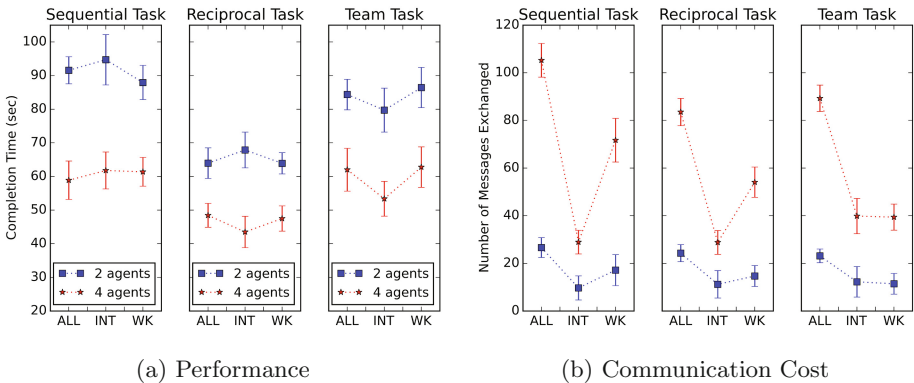 Sequential Task
Reciprocal Task
Team Task
Completion Time (sec)
100
90
80
70
60
50
40
30
20
2 agents
4 agents
2 agents
4 agents
2 agents
4 agents
ALL INT WK
ALL INT WK
ALL INT WK
(a) Performance
Sequential Task
Reciprocal Task
Team Task
Number of Messages Exchanged
120
100
80
60
40
20
0
ALL INT WK
ALL INT WK
ALL INT WK
(b) Communication Cost